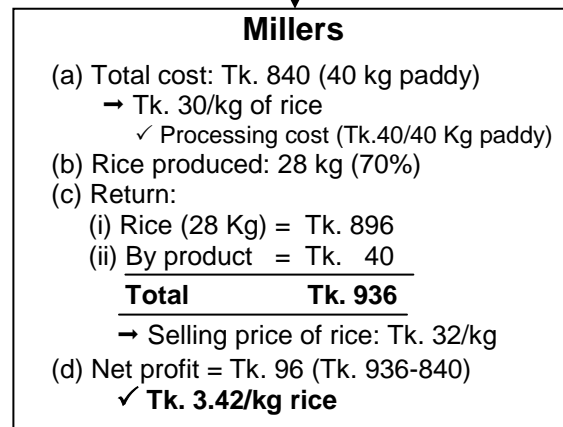 Millers
(a) Total cost: Tk. 840 (40 kg paddy)
→ Tk. 30/kg of rice
✓ Processing cost (Tk.40/40 Kg paddy)
(b) Rice produced: 28 kg (70%)
(c) Return:
(i) Rice (28 Kg) = Tk. 896
(ii) By product = Tk. 40
Total Tk. 936
→ Selling price of rice: Tk. 32/kg
(d) Net profit = Tk. 96 (Tk. 936-840)
✓ Tk. 3.42/kg rice